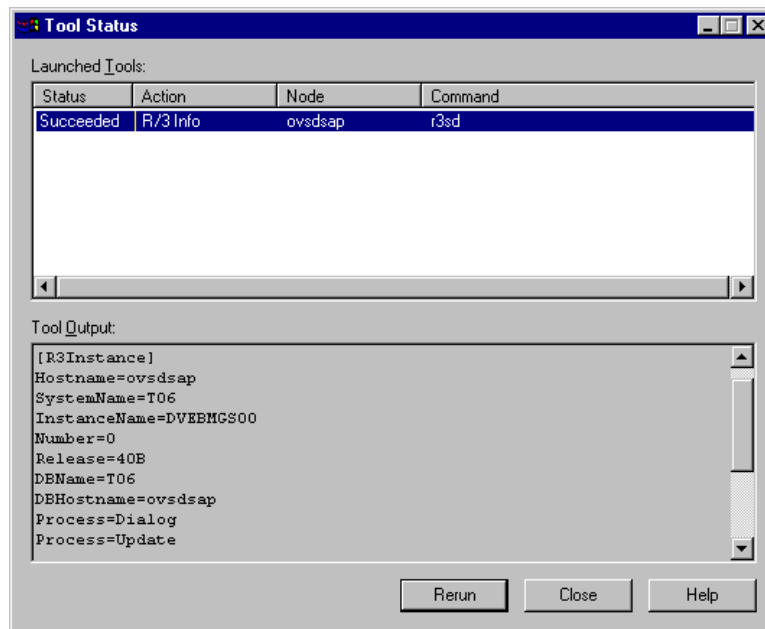 Tool Status
Launched Tools:
Status Action Node Command
Succeeded R/3 Info ovsdsap r3sd
Tool Output:
[R3Instance]
Hostname=ovsdsap
SystemName=T06
InstanceName=DVEBMGS00
Number=0
Release=40B
DBName=T06
DBHostname=ovsdsap
Process=Dialog
Process=Update
Rerun Close Help